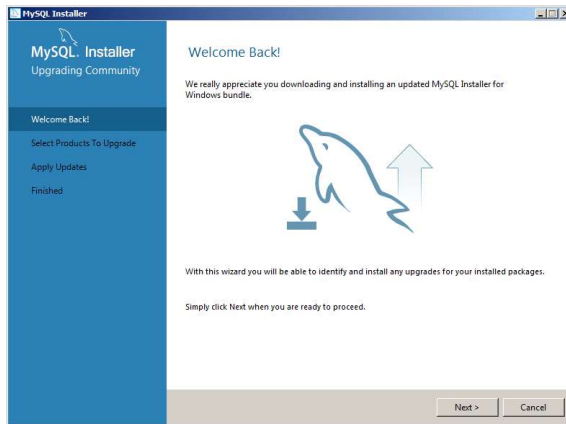 MySQL Installer
MySQL. Installer
Upgrading Community
Welcome Back!
Select Products To Upgrade
Apply Updates
Finished
Welcome Back!
We really appreciate you downloading and installing an updated MySQL Installer for
Windows bundle.
With this wizard you will be able to identify and install any upgrades for your installed packages.
Simply click Next when you are ready to proceed.
Next >
Cancel